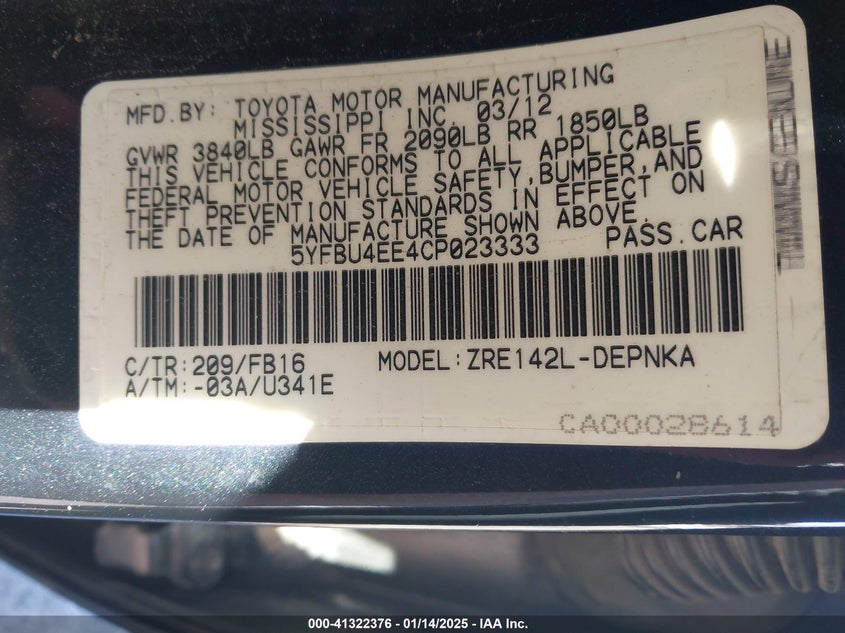 MFD.BY: TOYOTA MOTOR MANUFACTURING
MISSISSIPPI INC. 03/12
GVWR 3840LB GAWR FR 2090LB RR 1850LB
THIS VEHICLE CONFORMS TO ALL APPLICABLE
FEDERAL MOTOR VEHICLE SAFETY, BUMPER, AND
THEFT PREVENTION STANDARDS IN EFFECT ON
THE DATE OF MANUFACTURE SHOWN ABOVE.
5YFBU4EE4CP023333 PASS.CAR
C/TR:209/FB16 MODEL:ZRE142L-DEPNKA
A/TM:-03A/U341E
CA00028614
000-41322376 - 01/14/2025 - IAA Inc.